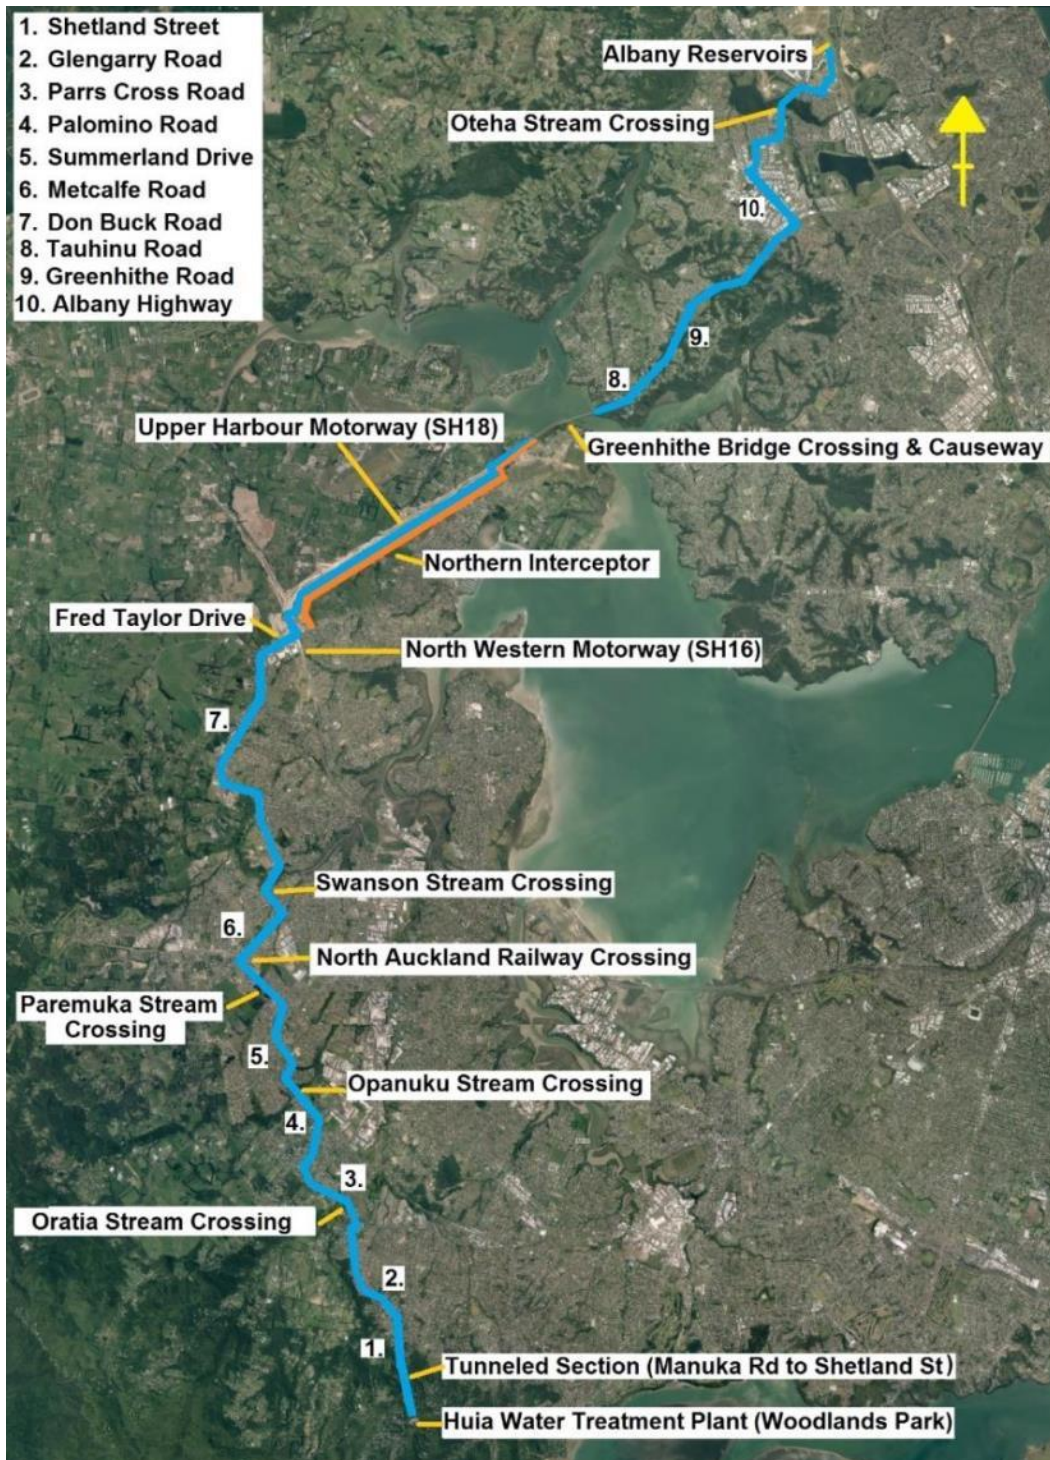 1. Shetland Street
2. Glengarry Road
3. Parrs Cross Road
4. Palomino Road
5. Summerland Drive
6. Metcalfe Road
7. Don Buck Road
8. Tauhinu Road
9. Greenhithe Road
10. Albany Highway
Albany Reservoirs
Oteha Stream Crossing
10.
9.
8.
Upper Harbour Motorway (SH18)
Greenhithe Bridge Crossing & Causeway
Northern Interceptor
Fred Taylor Drive
North Western Motorway (SH16)
7.
Swanson Stream Crossing
6.
North Auckland Railway Crossing
Paremuka Stream
Crossing
5.
Opanuku Stream Crossing
4.
3.
Oratia Stream Crossing
2.
1.
Tunneled Section (Manuka Rd to Shetland St)
Huia Water Treatment Plant (Woodlands Park)